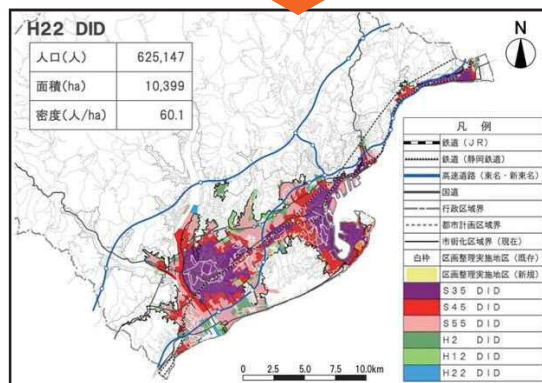 H22 DID
人口(人) 625,147
面積(ha) 10,399
密度(人/ha) 60.1
N
凡例
鉄道(JR)
鉄道(静岡鉄道)
高速道路(東名・新東名)
国道
行政区域界
都市計画区域界
市街化区域界(現在)
白枠 区画整理実施地区(既存)
区画整理実施地区(新規)
S35 DID
S45 DID
S55 DID
H2 DID
H12 DID
H22 DID
0 2.5 5.0 7.5 10.0km